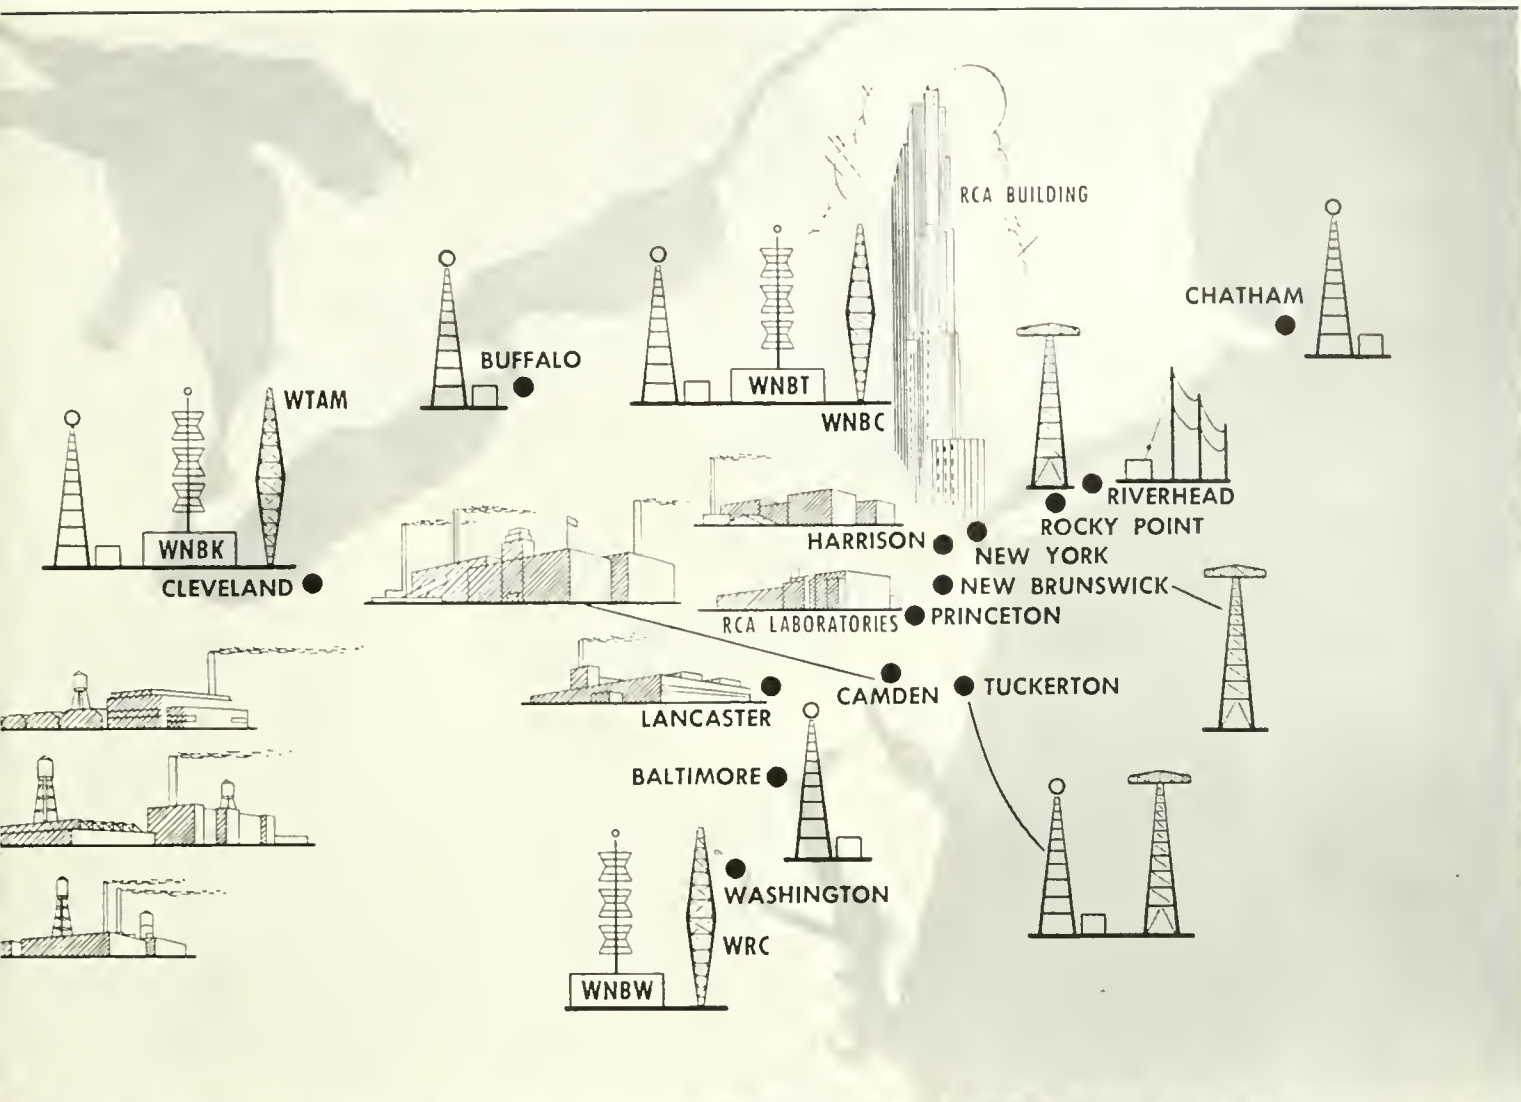 RCA BUILDING
CHATHAM
BUFFALO
WNBT
WNBC
WTAM
WNBK
CLEVELAND
RIVERHEAD
ROCKY POINT
HARRISON
NEW YORK
NEW BRUNSWICK
RCA LABORATORIES
PRINCETON
CAMDEN
TUCKERTON
LANCASTER
BALTIMORE
WASHINGTON
WRC
WNBW